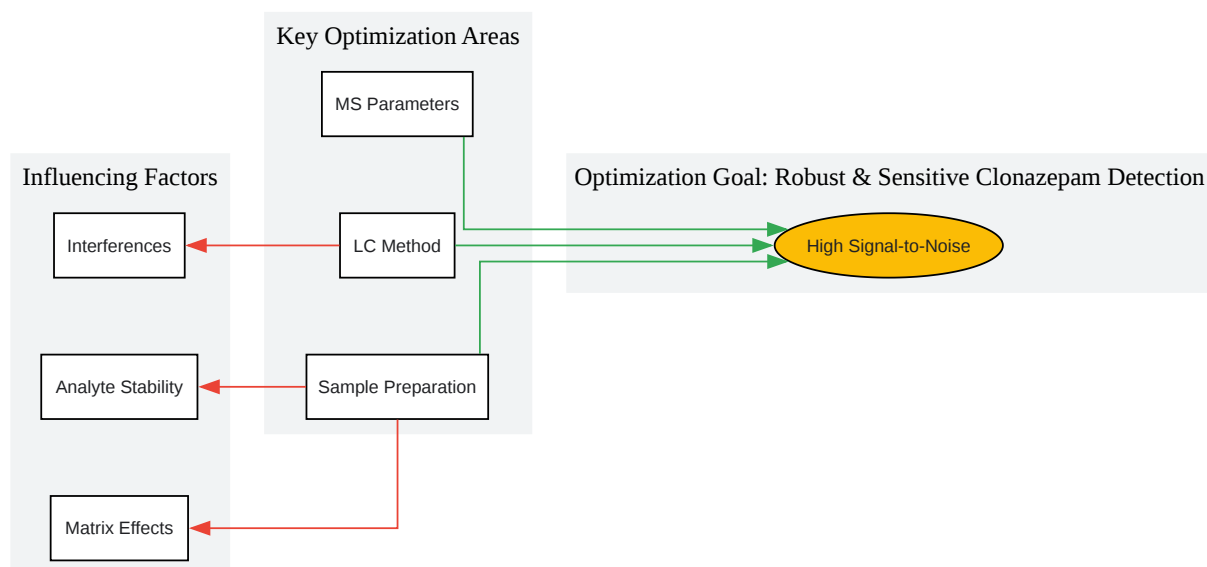 Key Optimization Areas
MS Parameters
LC Method
Sample Preparation
Influencing Factors
Interferences
Analyte Stability
Matrix Effects
Optimization Goal: Robust & Sensitive Clonazepam Detection
High Signal-to-Noise